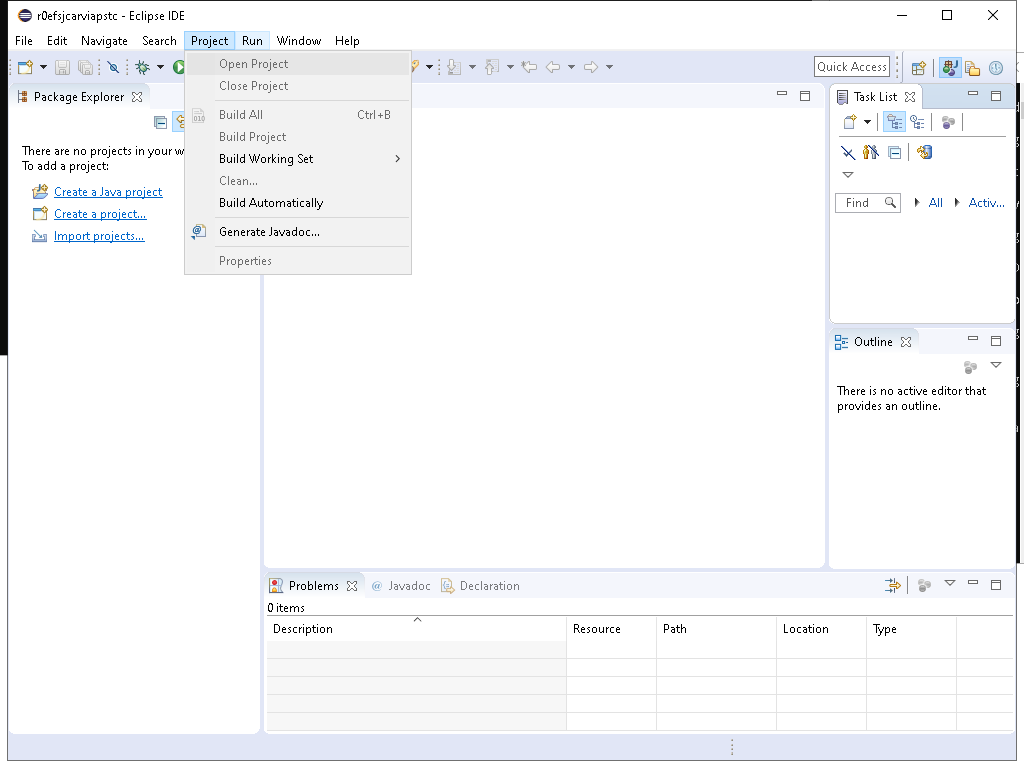 r0efsjcarviapstc - Eclipse IDE
File Edit Navigate Search Project Run Window Help
Quick Access
Package Explorer
There are no projects in your w
To add a project:
Create a Java project
Create a project...
Import projects...
Open Project
Close Project
Build All Ctrl+B
Build Project
Build Working Set
Clean...
Build Automatically
Generate Javadoc...
Properties
Task List
Find All Activ...
Outline
There is no active editor that
provides an outline.
Problems @ Javadoc Declaration
0 items
Description Resource Path Location Type